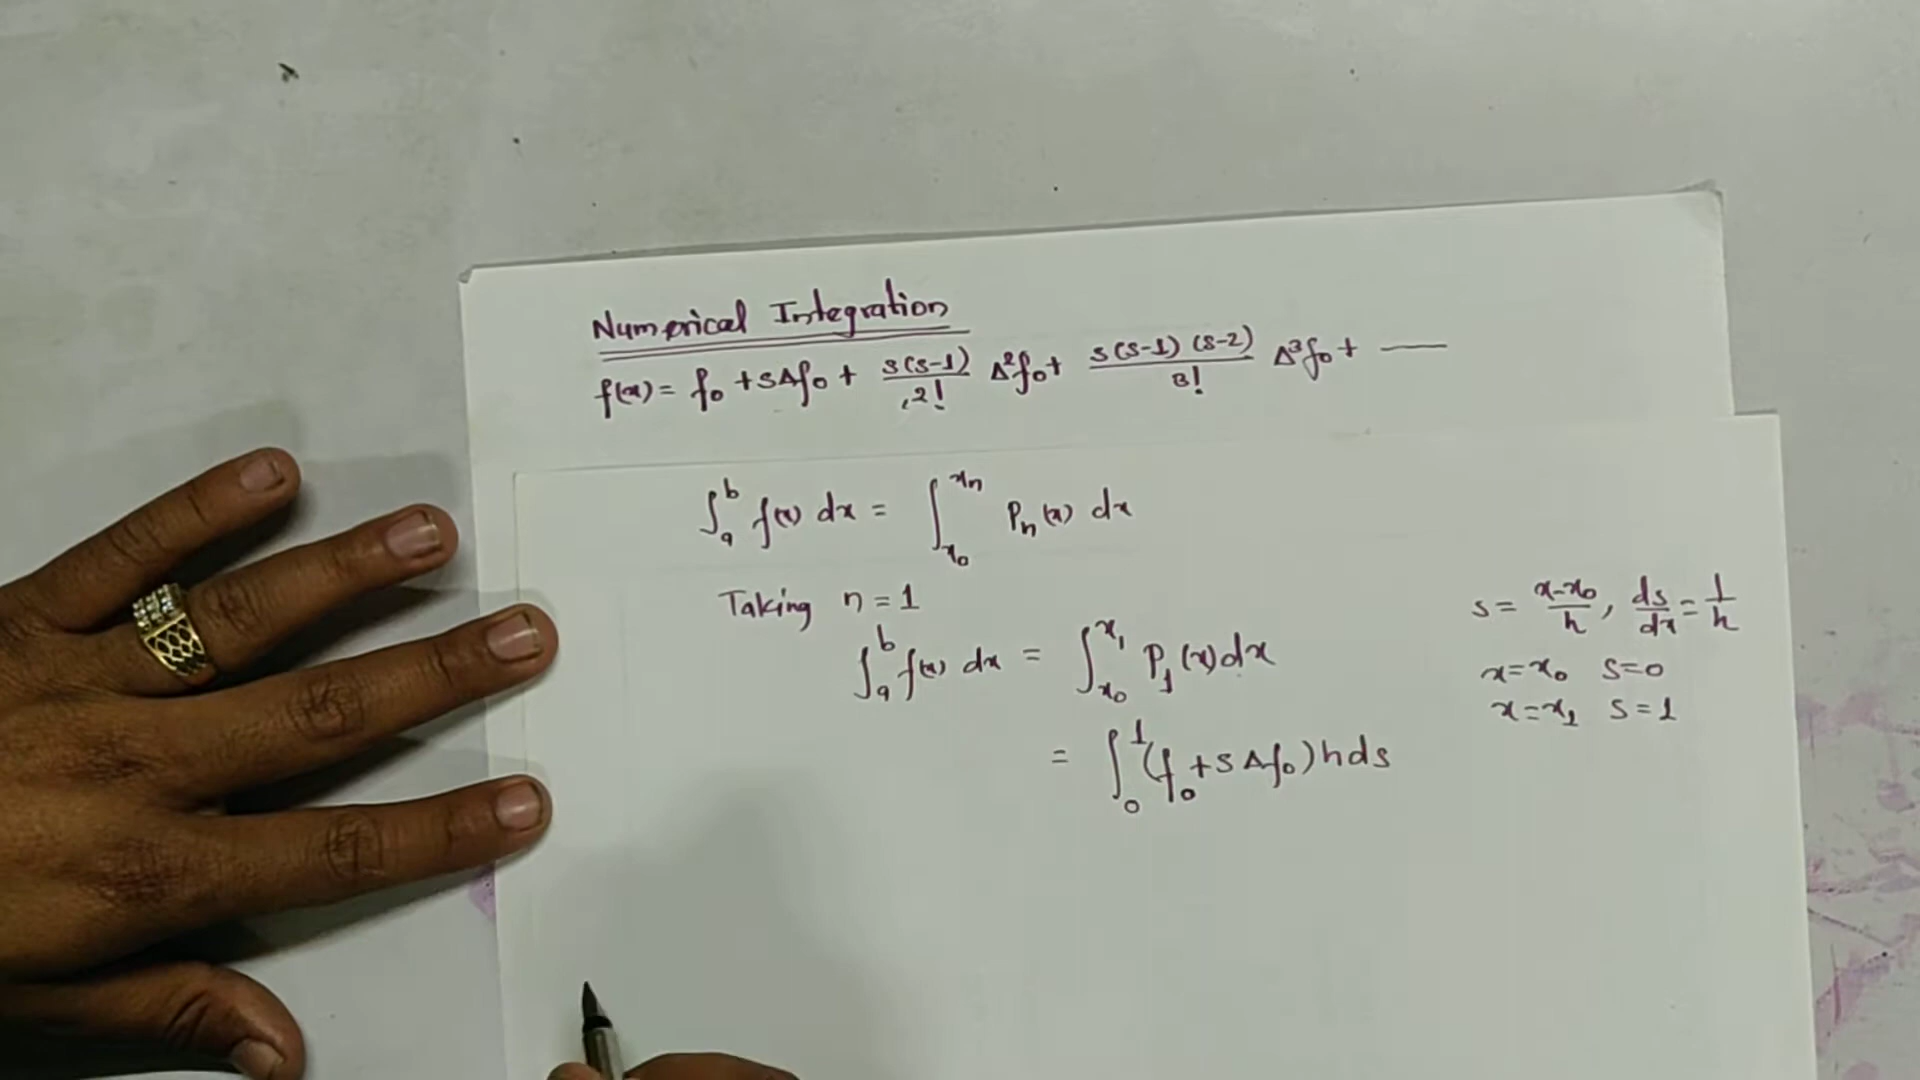 Numerical Integration
f(x) = f₀ + sΔf₀ + s(s-1)/2! Δ²f₀ + s(s-1)(s-2)/3! Δ³f₀ + ——
∫ₐᵇ f(x) dx = ∫_{x₀}^{xₙ} Pₙ(x) dx
Taking n = 1
s = (x-x₀)/h, ds/dx = 1/h
∫ₐᵇ f(x) dx = ∫_{x₀}^{x₁} P₁(x) dx
x = x₀ s = 0
x = x₁ s = 1
= ∫₀¹ (f₀ + sΔf₀) h ds